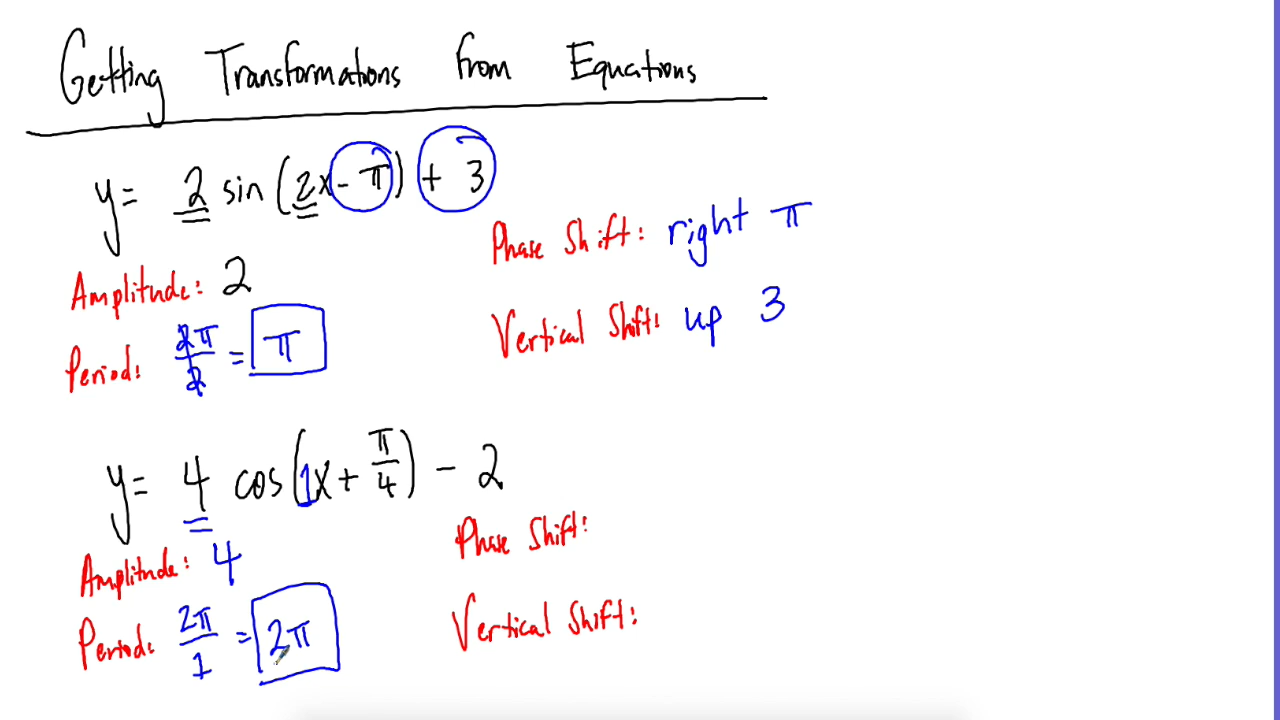 Getting Transformations From Equations
y = 2 sin(2x - π) + 3
Phase Shift: right π
Amplitude: 2
Vertical Shift: up 3
Period: 2π/2 = π
y = 4 cos(1x + π/4) - 2
Phase Shift:
Amplitude: 4
Vertical Shift:
Period: 2π/1 = 2π